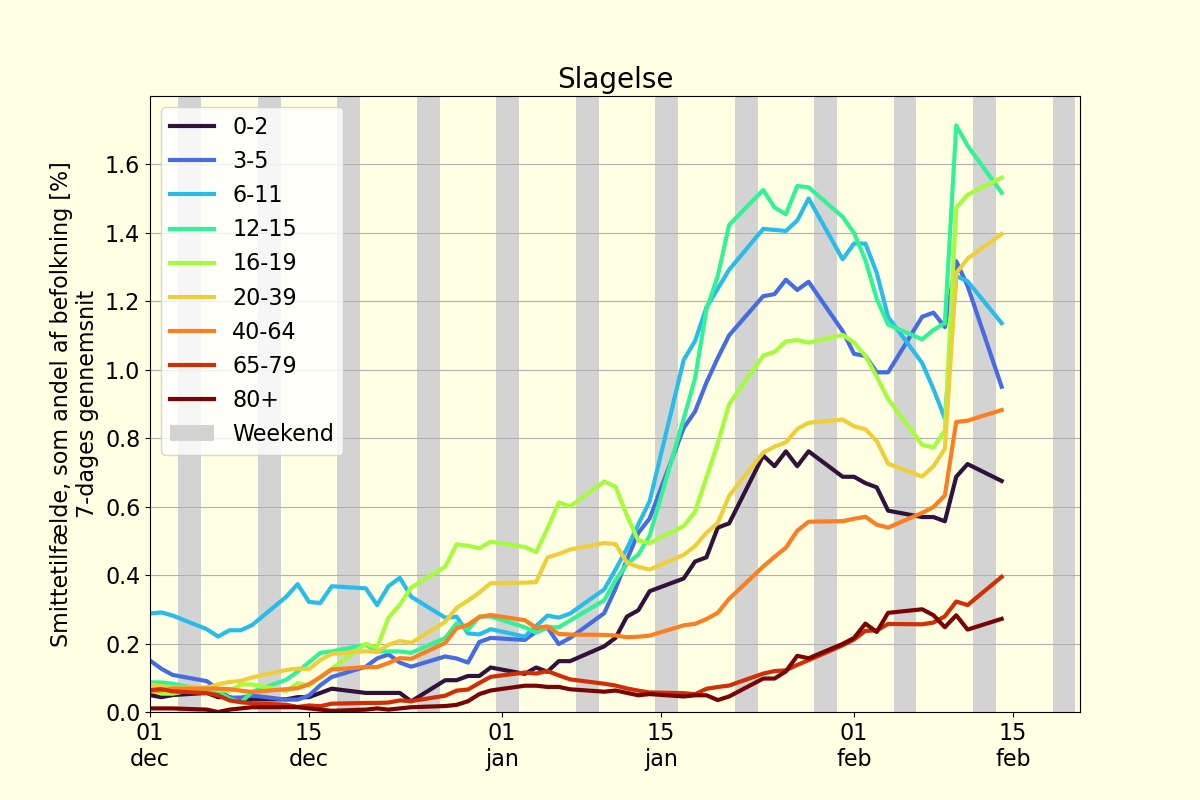 Slagelse
Smittetilfælde, som andel af befolkning [%]
7-dages gennemsnit
1.6
1.4
1.2
1.0
0.8
0.6
0.4
0.2
0.0
0-2
3-5
6-11
12-15
16-19
20-39
40-64
65-79
80+
Weekend
01
dec
15
dec
01
jan
15
jan
01
feb
15
feb